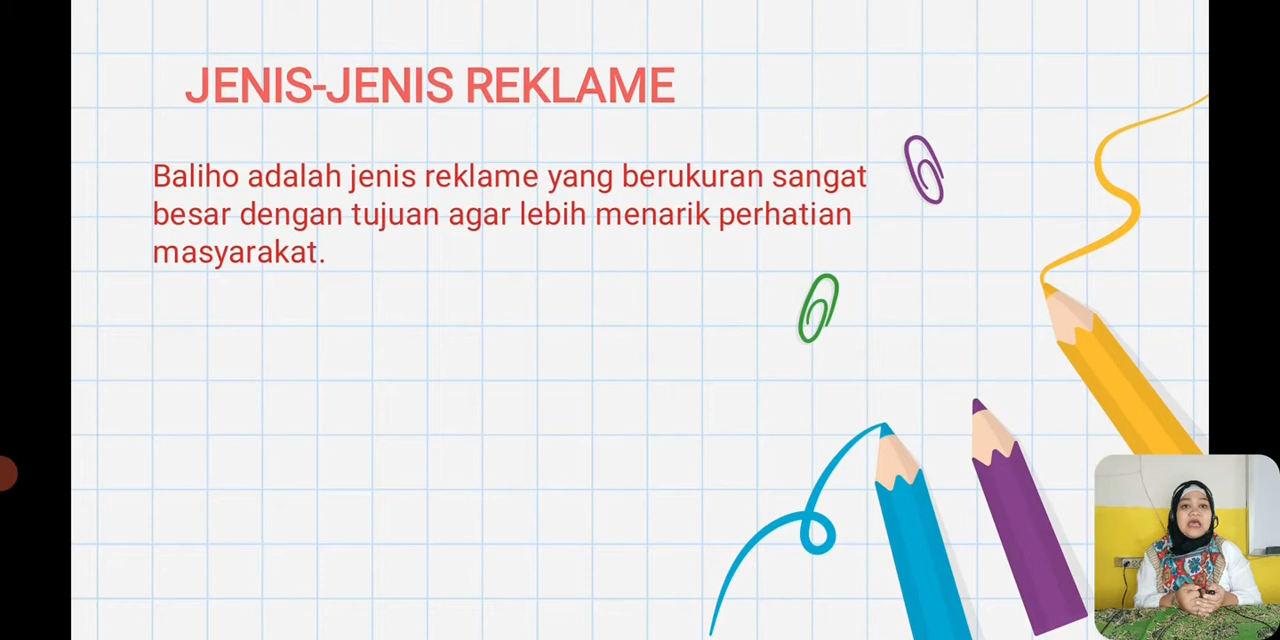 JENIS-JENIS REKLAME
Baliho adalah jenis reklame yang berukuran sangat
besar dengan tujuan agar lebih menarik perhatian
masyarakat.